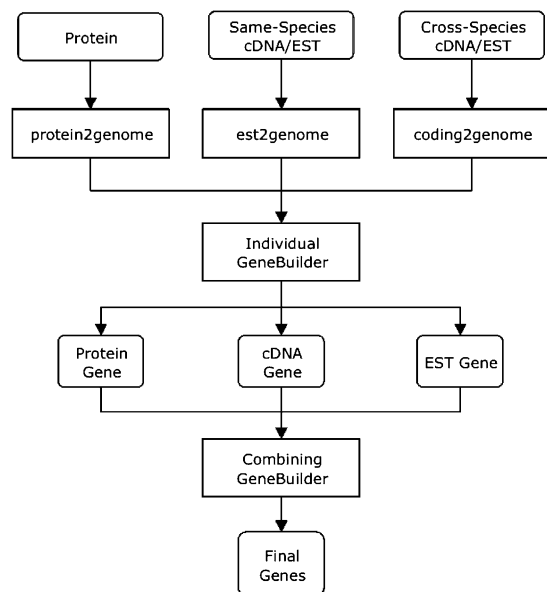 Protein
Same-Species
cDNA/EST
Cross-Species
cDNA/EST
protein2genome
est2genome
coding2genome
Individual
GeneBuilder
Protein
Gene
cDNA
Gene
EST Gene
Combining
GeneBuilder
Final
Genes